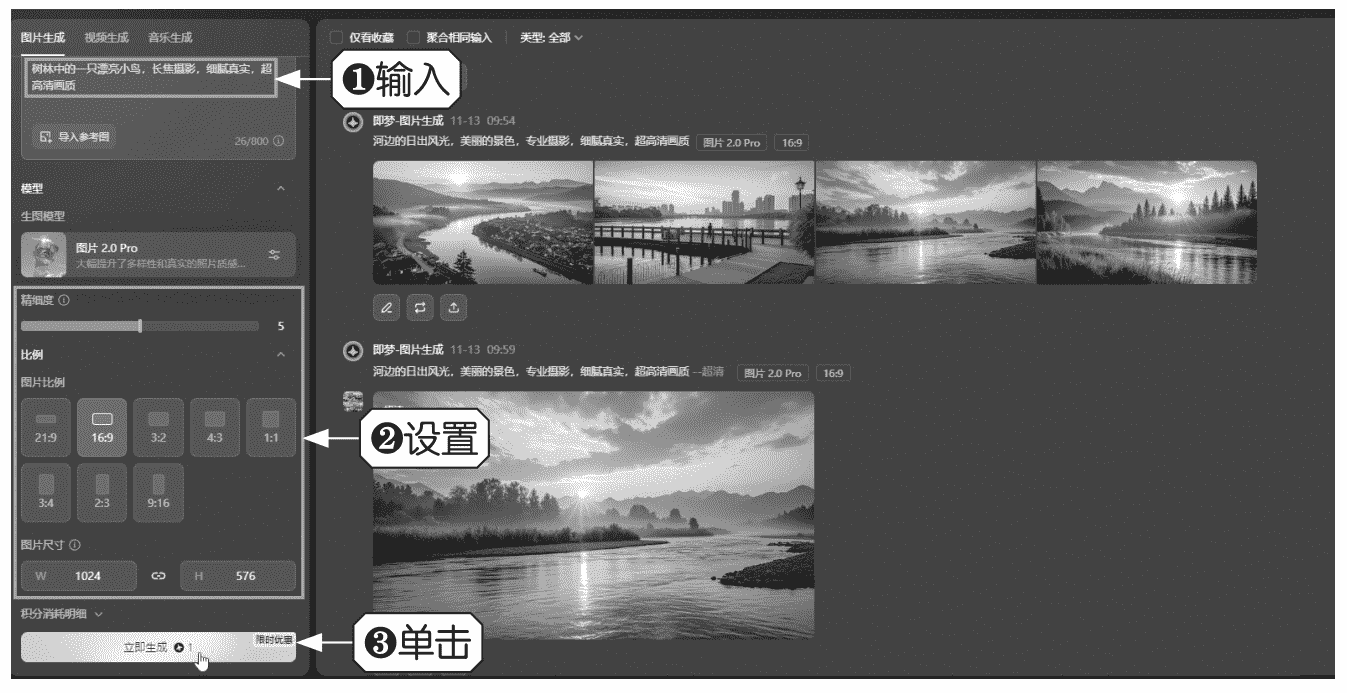 图片生成 视频生成 音乐生成
树林中的一只漂亮小鸟，长焦摄影，细腻真实，超
高清画质
导入参考图
26/800
模型
生图模型
图片 2.0 Pro
大幅提升了多样性和真实的照片质感...
精细度
5
比例
图片比例
21:9 16:9 3:2 4:3 1:1
3:4 2:3 9:16
图片尺寸
W 1024 H 576
积分消耗明细
立即生成 1
限时优惠
仅看收藏 聚合相同输入 类型: 全部
❶输入
即梦-图片生成 11-13 09:54
河边的日出风光，美丽的景色，专业摄影，细腻真实，超高清画质 图片 2.0 Pro 16:9
即梦-图片生成 11-13 09:59
河边的日出风光，美丽的景色，专业摄影，细腻真实，超高清画质 --超清 图片 2.0 Pro 16:9
❷设置
❸单击